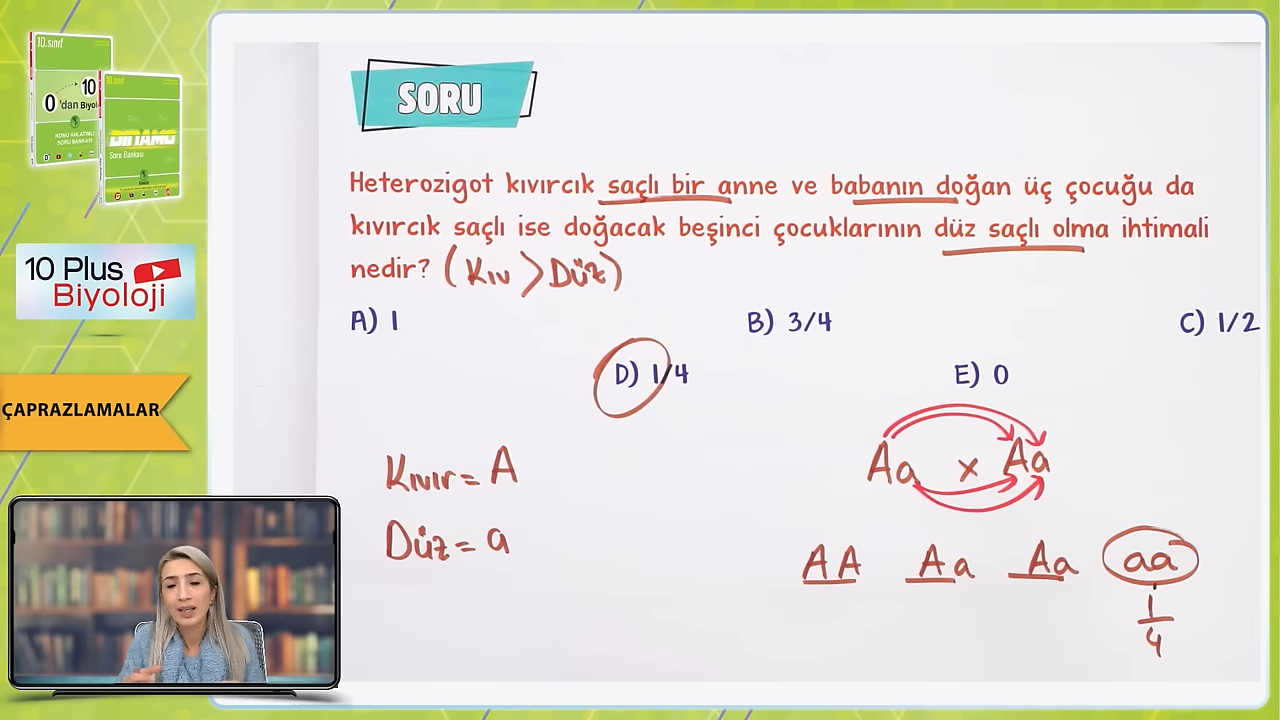 10.sınıf
0'dan 10
Biyol
KONU ANLATIMLI
SORU BANKASI
10.sınıf
DİNAMO
Soru Bankası
10 Plus
Biyoloji
ÇAPRAZLAMALAR
SORU
Heterozigot kıvırcık saçlı bir anne ve babanın doğan üç çocuğu da
kıvırcık saçlı ise doğacak beşinci çocuklarının düz saçlı olma ihtimali
nedir? (Kıv > Düz)
A) 1
B) 3/4
C) 1/2
D) 1/4
E) 0
Kıvır = A
Düz = a
Aa x Aa
AA Aa Aa aa
1/4